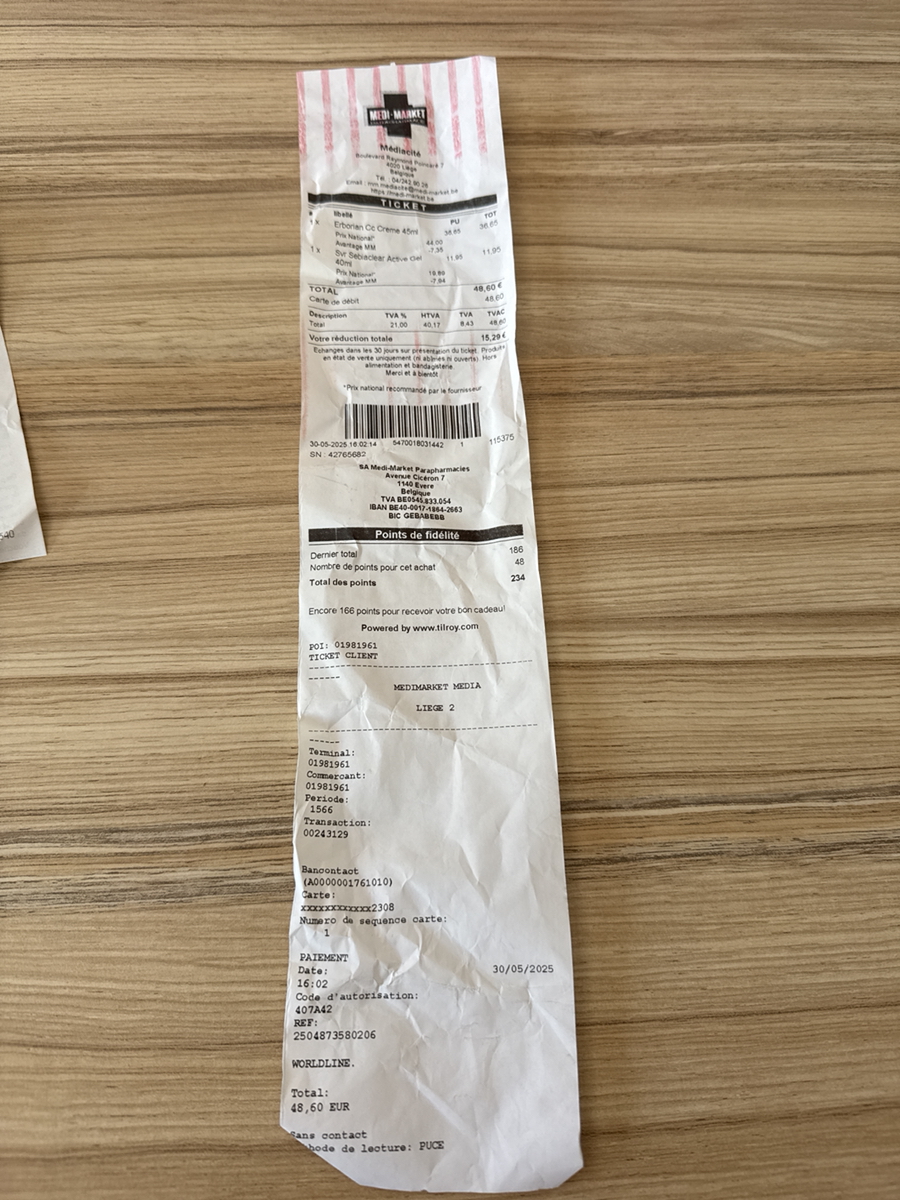 MEDI-MARKET
Médiacité
Boulevard Raymond Poincaré 7
4020 Liège
Belgique
Tél. : 04/242 90 26
Email : mm.mediacite@medi-market.be
https://medi-market.be
TICKET
libellé PU TOT
Erborian Cc Creme 45ml 36,65 36,65
Prix National* 44,00
Avantage MM -7,35
1 x Svr Sebiaclear Active Gel 11,95 11,95
40ml
Prix National* 19,89
Avantage MM -7,94
TOTAL 48,60 €
Carte de débit 48,60
Description TVA % HTVA TVA TVAC
Total 21,00 40,17 8,43 48,60
Votre réduction totale 15,29 €
Echanges dans les 30 jours sur présentation du ticket. Produits
en état de vente uniquement (ni abîmés ni ouverts). Hors
alimentation et bandagisterie.
Merci et à bientôt
*Prix national recommandé par le fournisseur
30-05-2025 16:02:14 5470018031442 1 115375
SN : 42765682
SA Medi-Market Parapharmacies
Avenue Cicéron 7
1140 Evere
Belgique
TVA BE0545.833.054
IBAN BE40-0017-1864-2663
BIC GEBABEBB
Points de fidélité
Dernier total 186
Nombre de points pour cet achat 48
Total des points 234
Encore 166 points pour recevoir votre bon cadeau!
Powered by www.tilroy.com
POI: 01981961
TICKET CLIENT
--------------------------------------
------
MEDIMARKET MEDIA
LIEGE 2
--------------------------------------
------
Terminal:
01981961
Commercant:
01981961
Periode:
1566
Transaction:
00243129
Bancontact
(A0000001761010)
Carte:
xxxxxxxxxxxxx2308
Numero de sequence carte:
1
PAIEMENT
Date: 30/05/2025
16:02
Code d'autorisation:
407A42
REF:
2504873580206
WORLDLINE.
Total:
48,60 EUR
Sans contact
hode de lecture: PUCE